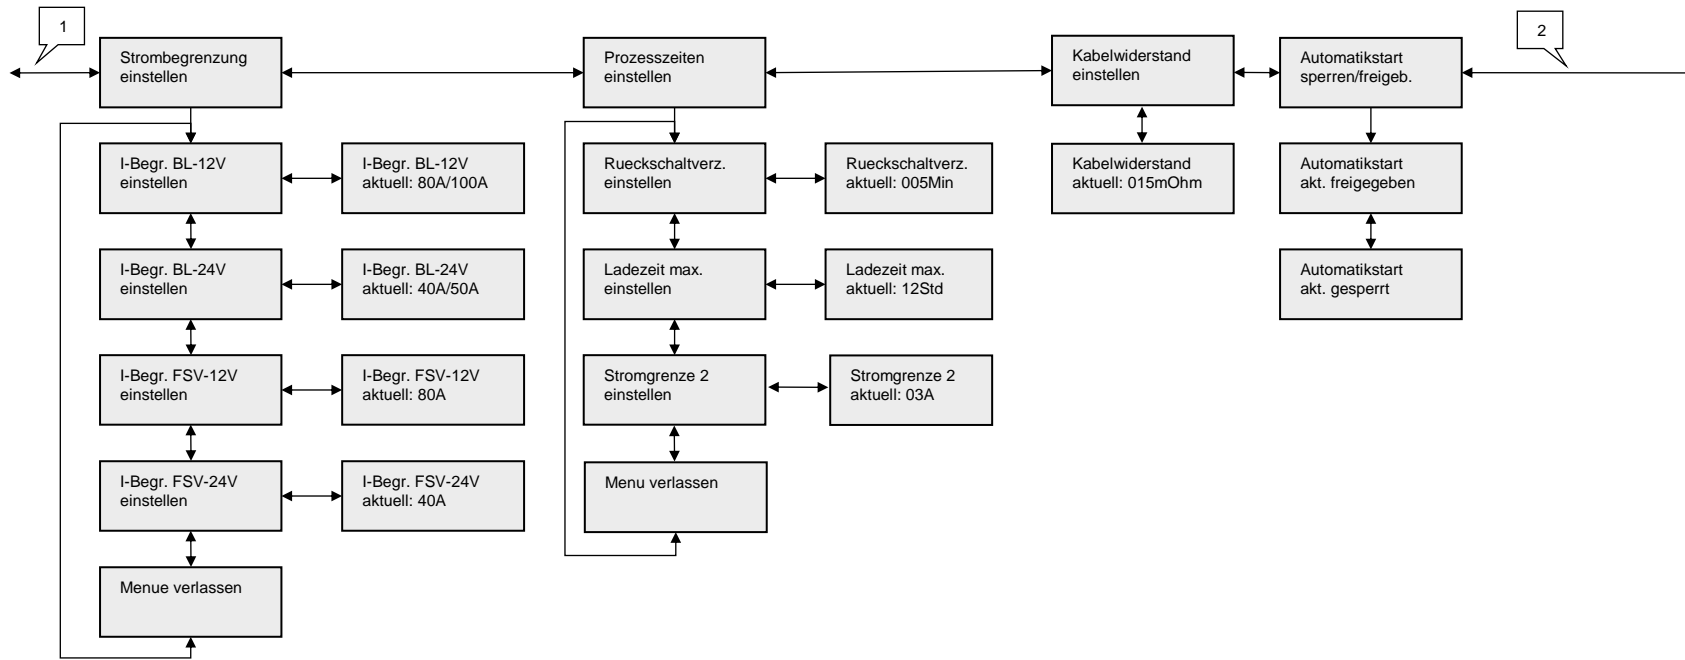 1
2
Strombegrenzung
einstellen
Prozesszeiten
einstellen
Kabelwiderstand
einstellen
Automatikstart
sperren/freigeb.
I-Begr. BL-12V
einstellen
I-Begr. BL-12V
aktuell: 80A/100A
Rueckschaltverz.
einstellen
Rueckschaltverz.
aktuell: 005Min
Kabelwiderstand
aktuell: 015mOhm
Automatikstart
akt. freigegeben
I-Begr. BL-24V
einstellen
I-Begr. BL-24V
aktuell: 40A/50A
Ladezeit max.
einstellen
Ladezeit max.
aktuell: 12Std
Automatikstart
akt. gesperrt
I-Begr. FSV-12V
einstellen
I-Begr. FSV-12V
aktuell: 80A
Stromgrenze 2
einstellen
Stromgrenze 2
aktuell: 03A
I-Begr. FSV-24V
einstellen
I-Begr. FSV-24V
aktuell: 40A
Menu verlassen
Menue verlassen